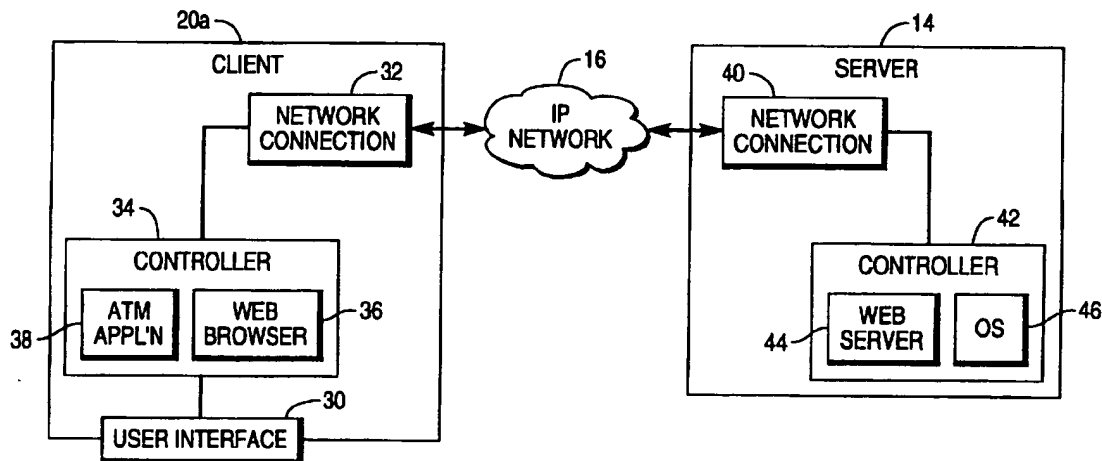 20a
CLIENT
32
NETWORK
CONNECTION
16
IP
NETWORK
14
SERVER
40
NETWORK
CONNECTION
34
CONTROLLER
38
ATM
APPL'N
WEB
BROWSER
36
30
USER INTERFACE
42
CONTROLLER
44
WEB
SERVER
OS
46